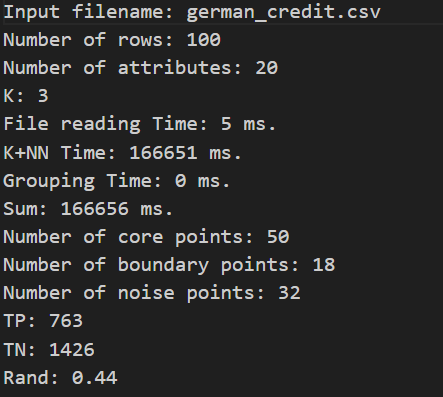 Input filename: german_credit.csv
Number of rows: 100
Number of attributes: 20
K: 3
File reading Time: 5 ms.
K+NN Time: 166651 ms.
Grouping Time: 0 ms.
Sum: 166656 ms.
Number of core points: 50
Number of boundary points: 18
Number of noise points: 32
TP: 763
TN: 1426
Rand: 0.44